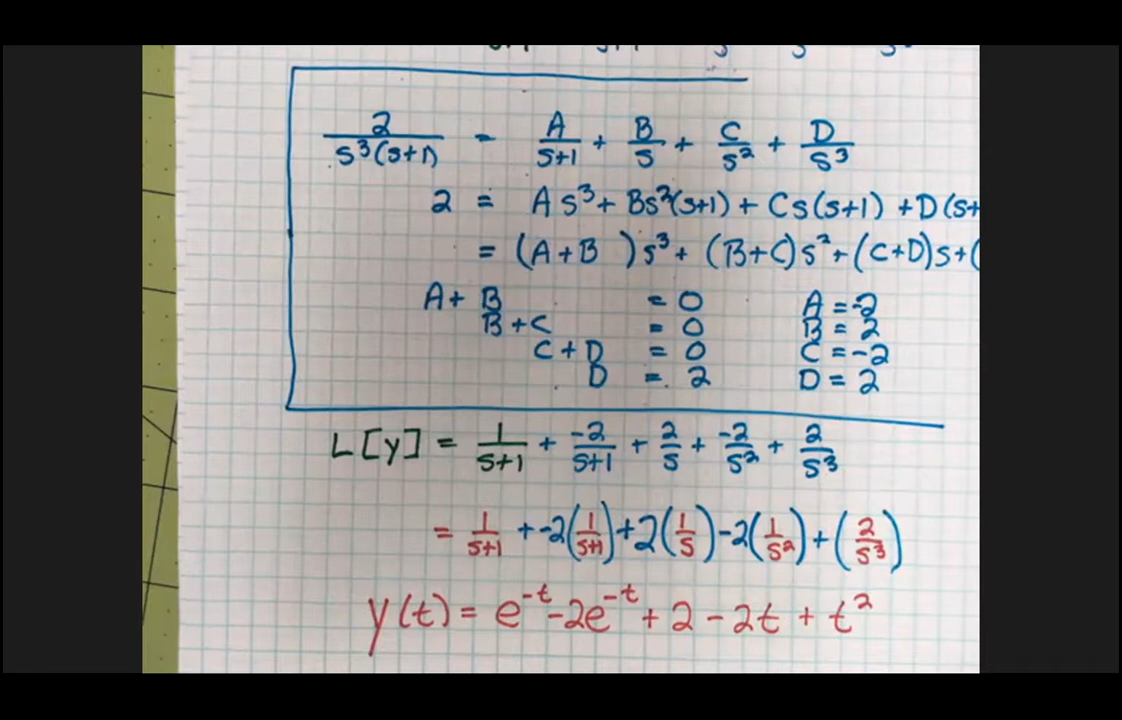 2/(s³(s+1)) = A/(s+1) + B/s + C/s² + D/s³
2 = As³ + Bs²(s+1) + Cs(s+1) + D(s+
= (A+B )s³ + (B+C)s² + (C+D)s + (
A + B = 0 A = -2
B + C = 0 B = 2
C + D = 0 C = -2
D = 2 D = 2
L[y] = 1/(s+1) + -2/(s+1) + 2/s + -2/s² + 2/s³
= 1/(s+1) + -2(1/(s+1)) + 2(1/s) - 2(1/s²) + (2/s³)
y(t) = e^-t - 2e^-t + 2 - 2t + t²